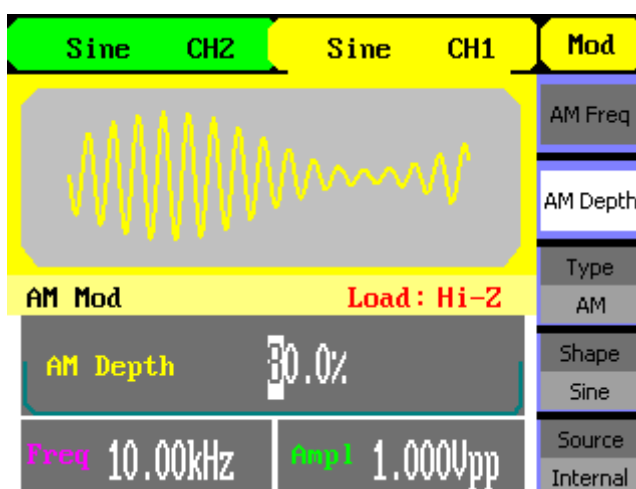 Sine CH2 Sine CH1 Mod
AM Freq
AM Depth
Type
AM
AM Mod Load: Hi-Z
Shape
Sine
AM Depth 80.0%
Source
Internal
Freq 10.00kHz Ampl 1.000Vpp